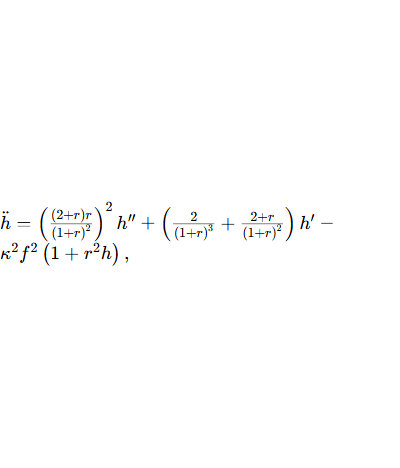 ḧ = ((2+r)r/(1+r)²)² h″ + (2/(1+r)³ + 2+r/(1+r)²) h′ −
κ²f² (1 + r²h) ,